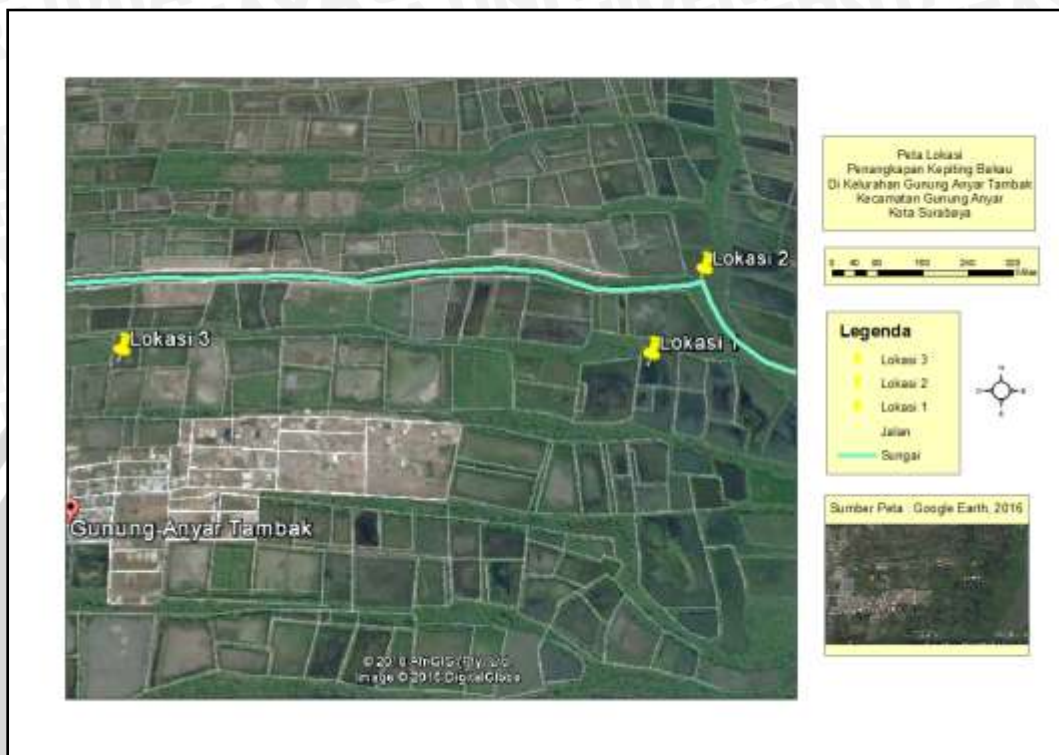 Peta Lokasi
Penangkapan Kepiting Bakau
Di Kelurahan Gunung Anyar Tambak
Kecamatan Gunung Anyar
Kota Surabaya
Lokasi 2
Lokasi 3
Lokasi 1
Gunung Anyar Tambak
Legenda
Lokasi 3
Lokasi 2
Lokasi 1
Jalan
Sungai
Sumber Peta : Google Earth, 2016
Image © 2016 DigitalGlobe